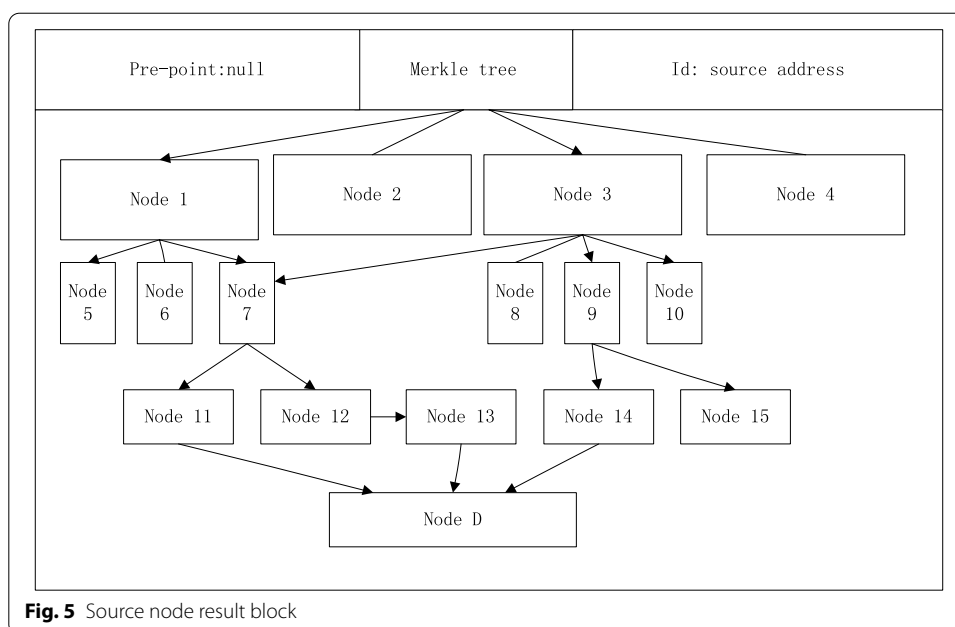 Pre-point:null
Merkle tree
Id: source address
Node 1
Node 2
Node 3
Node 4
Node
5
Node
6
Node
7
Node
8
Node
9
Node
10
Node 11
Node 12
Node 13
Node 14
Node 15
Node D
Fig. 5 Source node result block